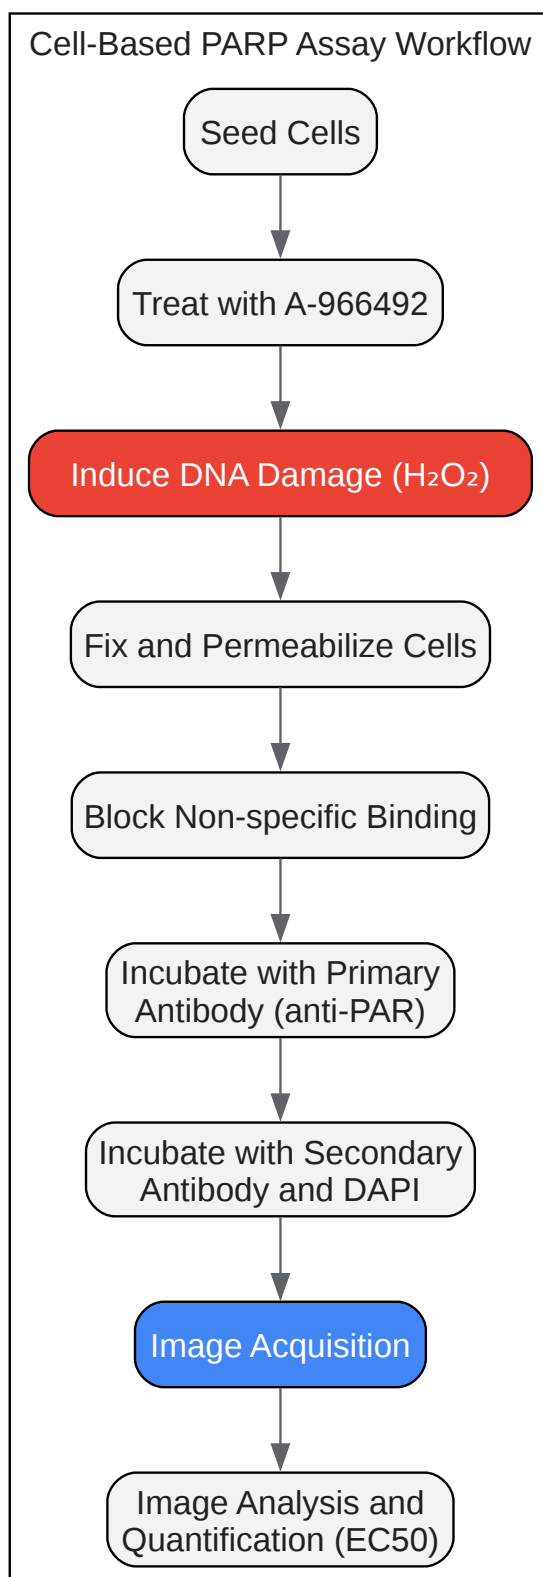 Cell-Based PARP Assay Workflow
Seed Cells
Treat with A-966492
Induce DNA Damage (H₂O₂)
Fix and Permeabilize Cells
Block Non-specific Binding
Incubate with Primary
Antibody (anti-PAR)
Incubate with Secondary
Antibody and DAPI
Image Acquisition
Image Analysis and
Quantification (EC50)